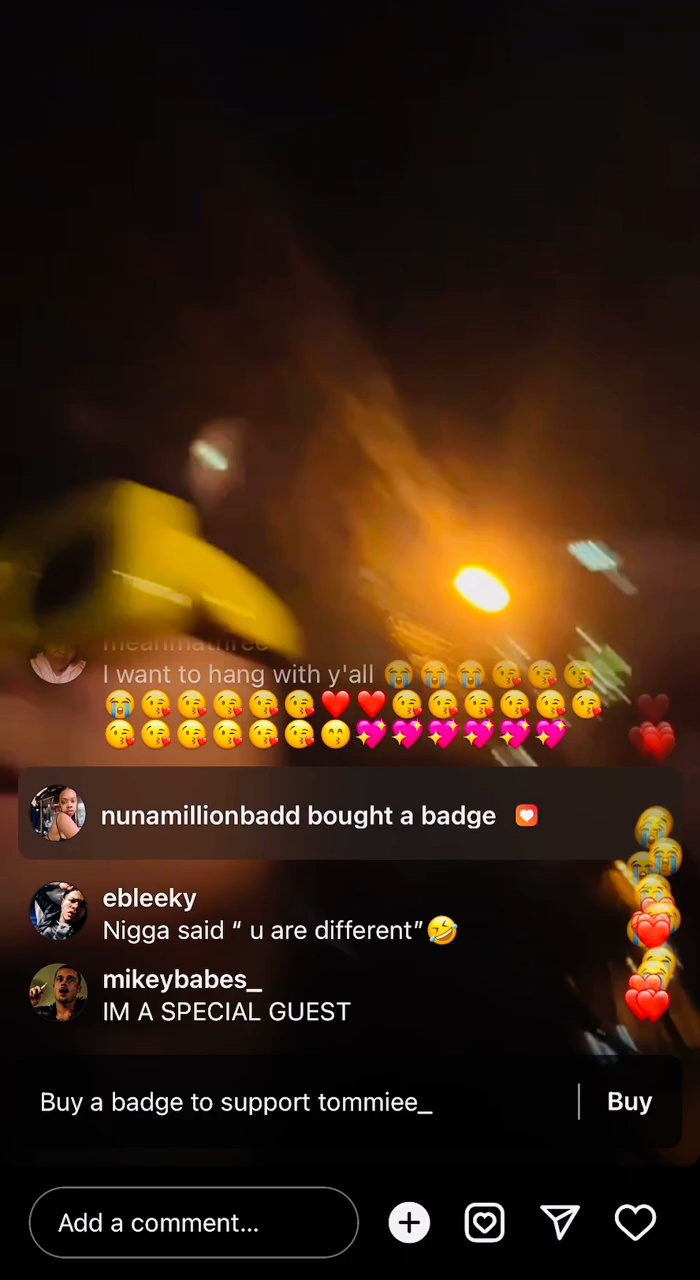 I want to hang with y'all 😭😭😭😘😘😘
😭😘😘😘😘😘❤️❤️😘😘😘😘😘😘
😘😘😘😘😘😘😙💖💖💖💖💖💖
nunamillionbadd bought a badge
ebleeky
Nigga said “ u are different”🤣
mikeybabes_
IM A SPECIAL GUEST
Buy a badge to support tommiee_
Buy
Add a comment...